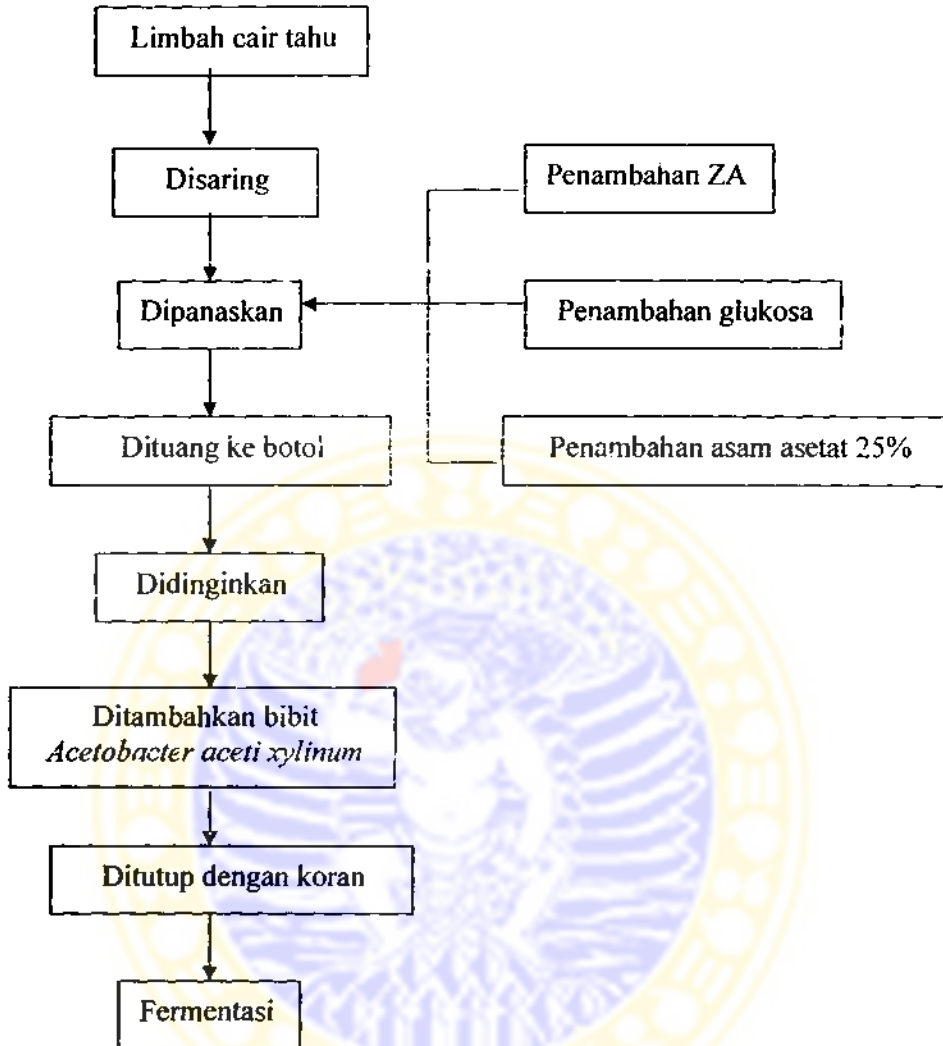 Limbah cair tahu
Disaring
Penambahan ZA
Dipanaskan
Penambahan glukosa
Dituang ke botol
Penambahan asam asetat 25%
Didinginkan
Ditambahkan bibit
Acetobacter aceti xylinum
Ditutup dengan koran
Fermentasi